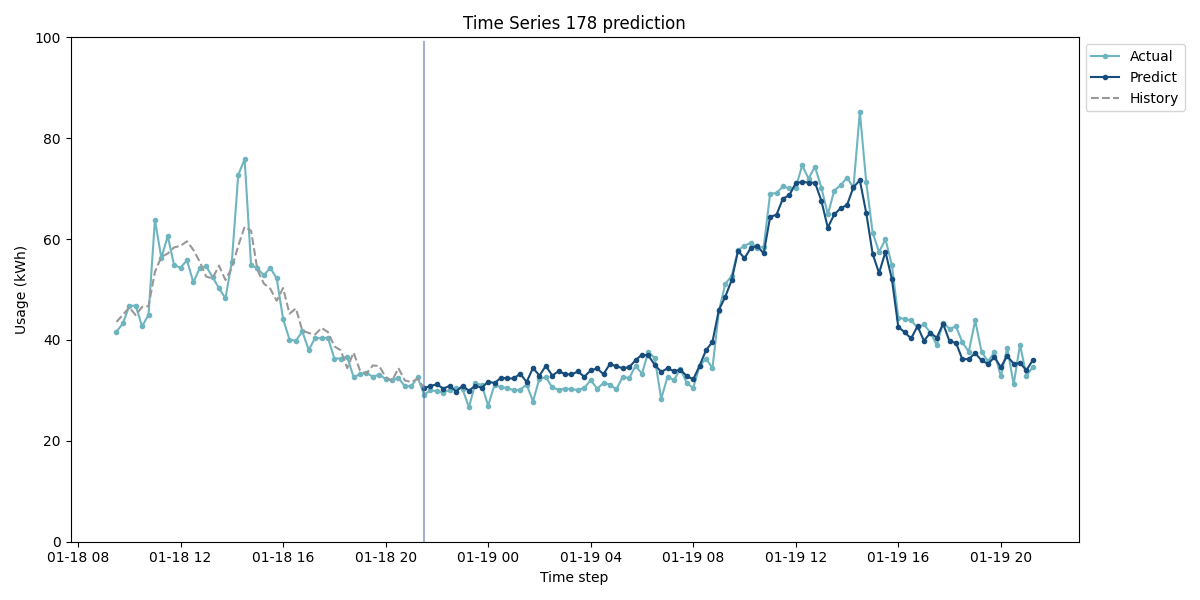 Time Series 178 prediction
Usage (kWh)
100
80
60
40
20
0
01-18 08
01-18 12
01-18 16
01-18 20
01-19 00
01-19 04
01-19 08
01-19 12
01-19 16
01-19 20
Time step
Actual
Predict
History